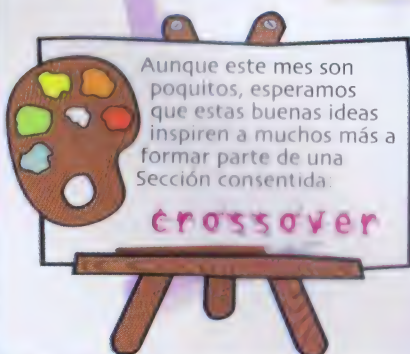 Aunque este mes son
poquitos, esperamos
que estas buenas ideas
inspiren a muchos más a
formar parte de una
Sección consentida:
crossover